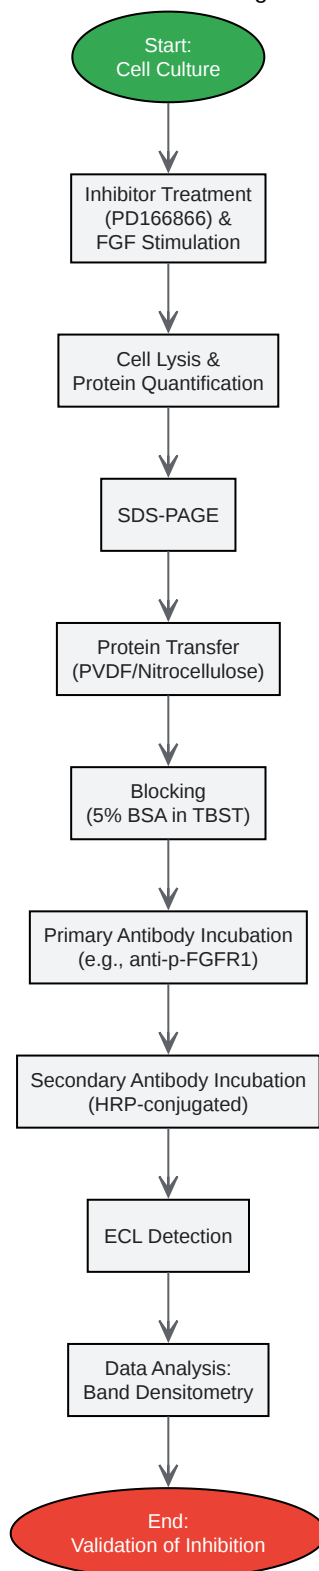 Start:
Cell Culture
Inhibitor Treatment
(PD166866) &
FGF Stimulation
Cell Lysis &
Protein Quantification
SDS-PAGE
Protein Transfer
(PVDF/Nitrocellulose)
Blocking
(5% BSA in TBST)
Primary Antibody Incubation
(e.g., anti-p-FGFR1)
Secondary Antibody Incubation
(HRP-conjugated)
ECL Detection
Data Analysis:
Band Densitometry
End:
Validation of Inhibition